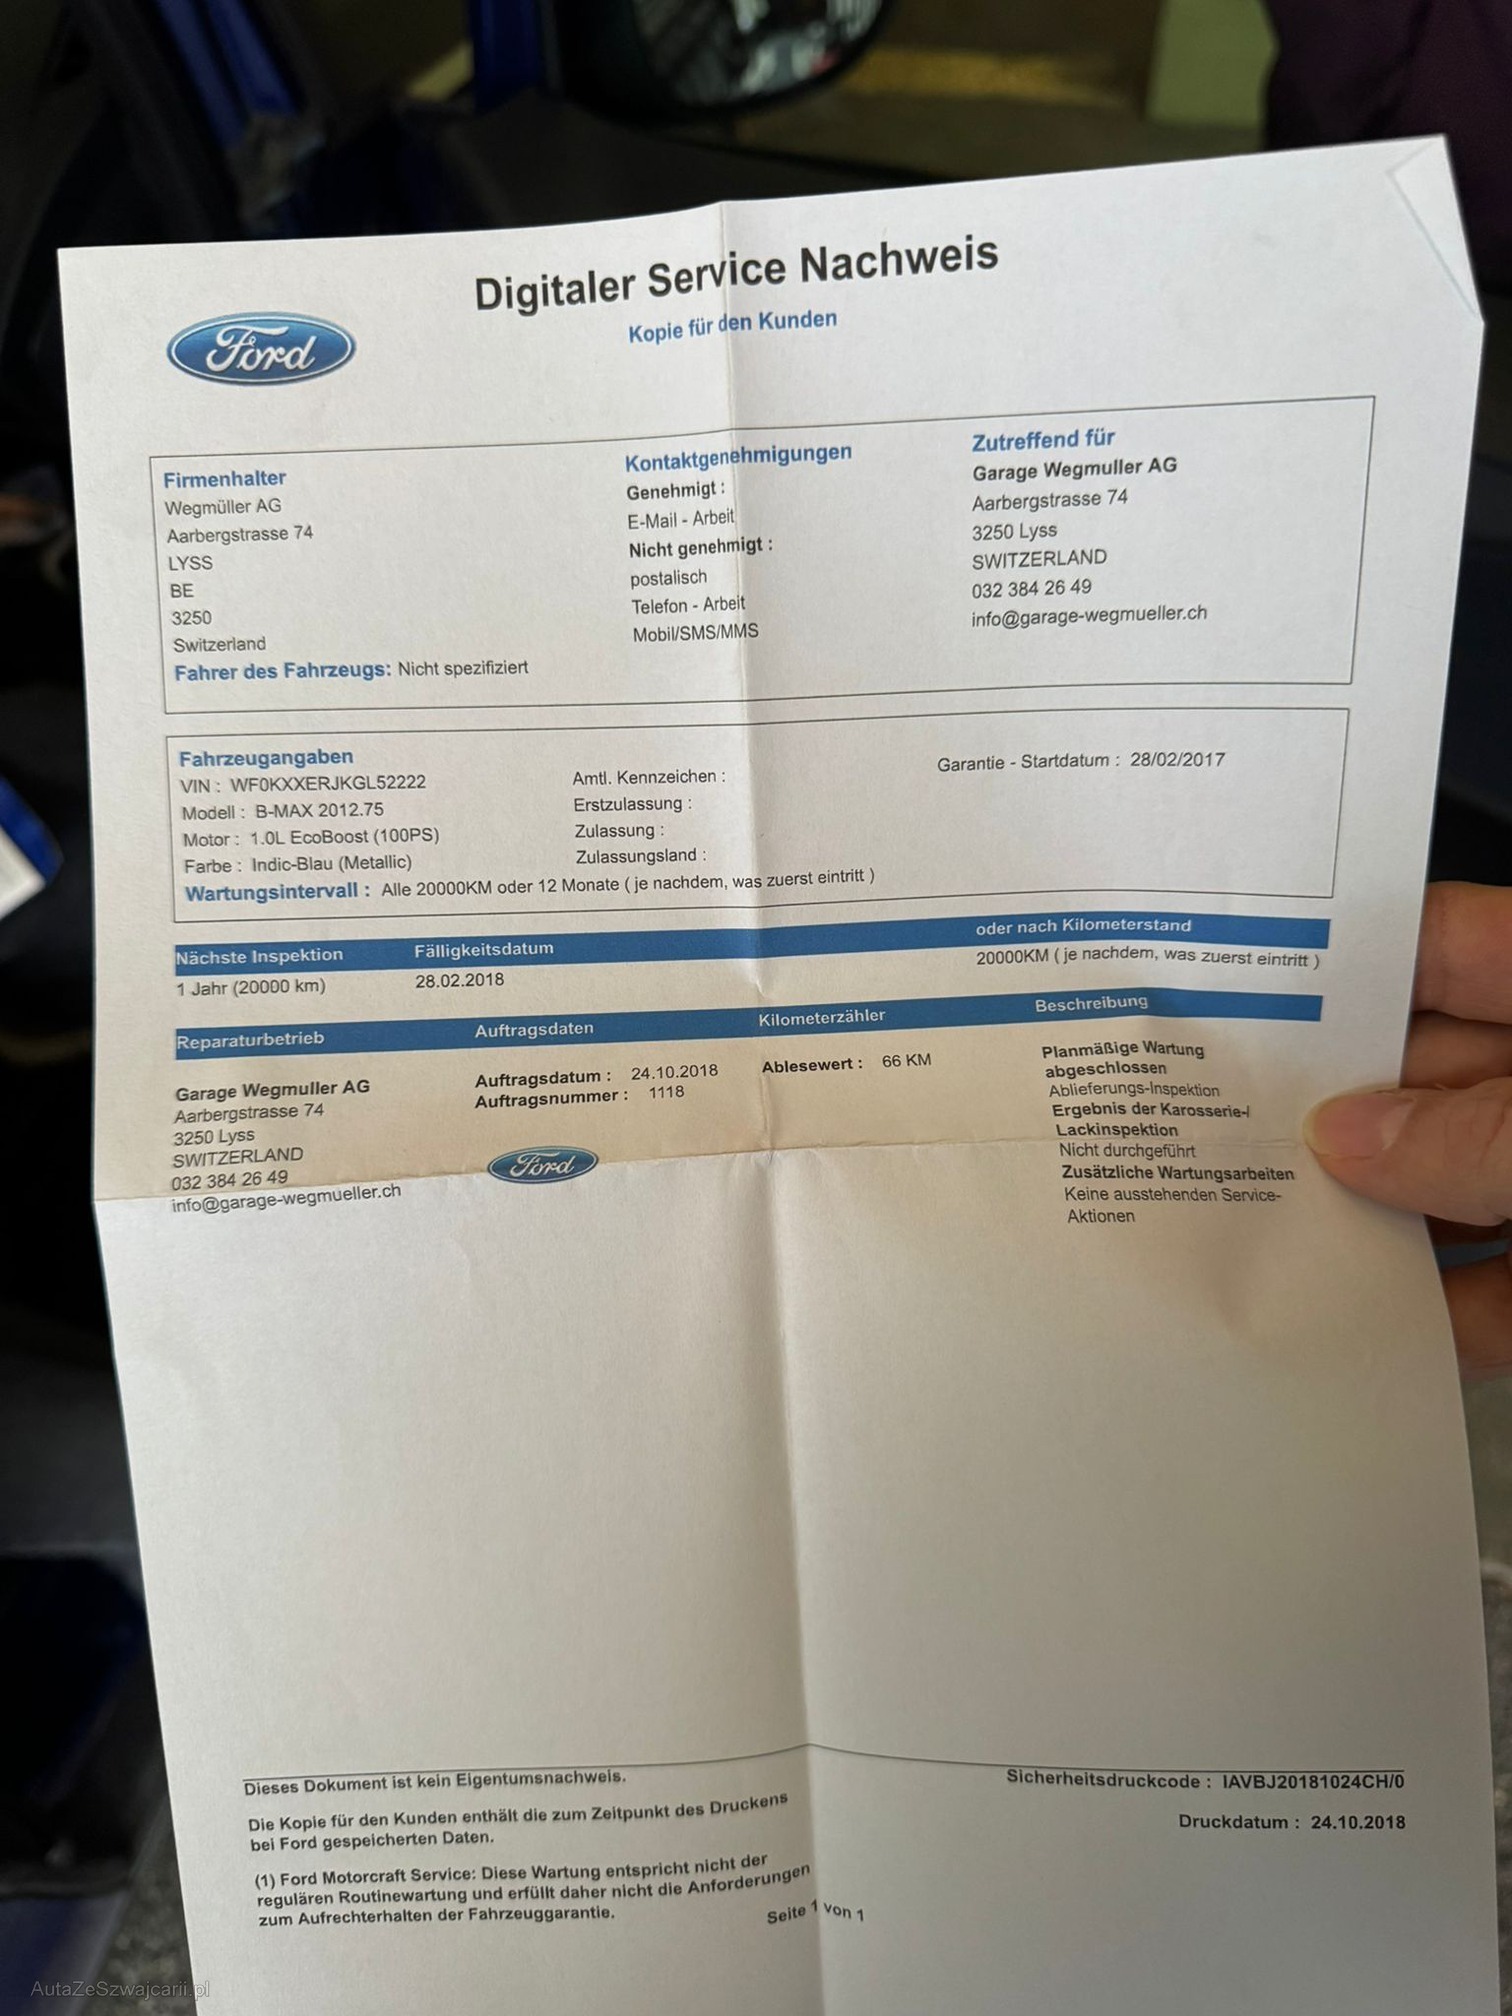 Digitaler Service Nachweis
Kopie für den Kunden
Ford
Firmenhalter
Wegmüller AG
Aarbergstrasse 74
LYSS
BE
3250
Switzerland
Fahrer des Fahrzeugs: Nicht spezifiziert
Kontaktgenehmigungen
Genehmigt :
E-Mail - Arbeit
Nicht genehmigt :
postalisch
Telefon - Arbeit
Mobil/SMS/MMS
Zutreffend für
Garage Wegmuller AG
Aarbergstrasse 74
3250 Lyss
SWITZERLAND
032 384 26 49
info@garage-wegmueller.ch
Fahrzeugangaben
VIN : WF0KXXERJKGL52222
Modell : B-MAX 2012.75
Motor : 1.0L EcoBoost (100PS)
Farbe : Indic-Blau (Metallic)
Amtl. Kennzeichen :
Erstzulassung :
Zulassung :
Zulassungsland :
Garantie - Startdatum : 28/02/2017
Wartungsintervall : Alle 20000KM oder 12 Monate ( je nachdem, was zuerst eintritt )
Nächste Inspektion Fälligkeitsdatum oder nach Kilometerstand
1 Jahr (20000 km) 28.02.2018 20000KM ( je nachdem, was zuerst eintritt )
Reparaturbetrieb Auftragsdaten Kilometerzähler Beschreibung
Garage Wegmuller AG
Aarbergstrasse 74
3250 Lyss
SWITZERLAND
032 384 26 49
info@garage-wegmueller.ch
Auftragsdatum : 24.10.2018
Auftragsnummer : 1118
Ford
Ablesewert : 66 KM
Planmäßige Wartung
abgeschlossen
Ablieferungs-Inspektion
Ergebnis der Karosserie-/
Lackinspektion
Nicht durchgeführt
Zusätzliche Wartungsarbeiten
Keine ausstehenden Service-
Aktionen
Dieses Dokument ist kein Eigentumsnachweis.
Die Kopie für den Kunden enthält die zum Zeitpunkt des Druckens
bei Ford gespeicherten Daten.
(1) Ford Motorcraft Service: Diese Wartung entspricht nicht der
regulären Routinewartung und erfüllt daher nicht die Anforderungen
zum Aufrechterhalten der Fahrzeuggarantie.
Sicherheitsdruckcode : IAVBJ20181024CH/0
Druckdatum : 24.10.2018
Seite 1 von 1
AutaZeSzwajcarii.pl